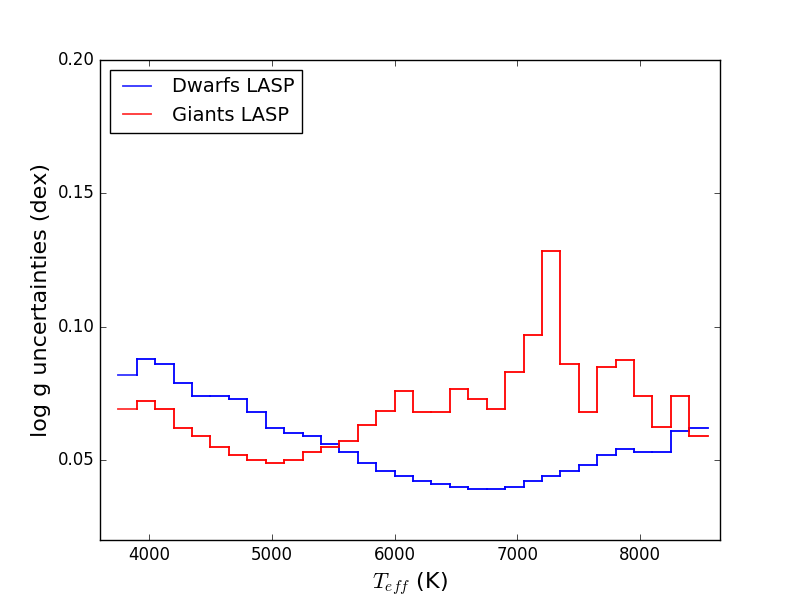 Dwarfs LASP
Giants LASP
0.20
0.15
0.10
0.05
log g uncertainties (dex)
4000 5000 6000 7000 8000
T_eff (K)